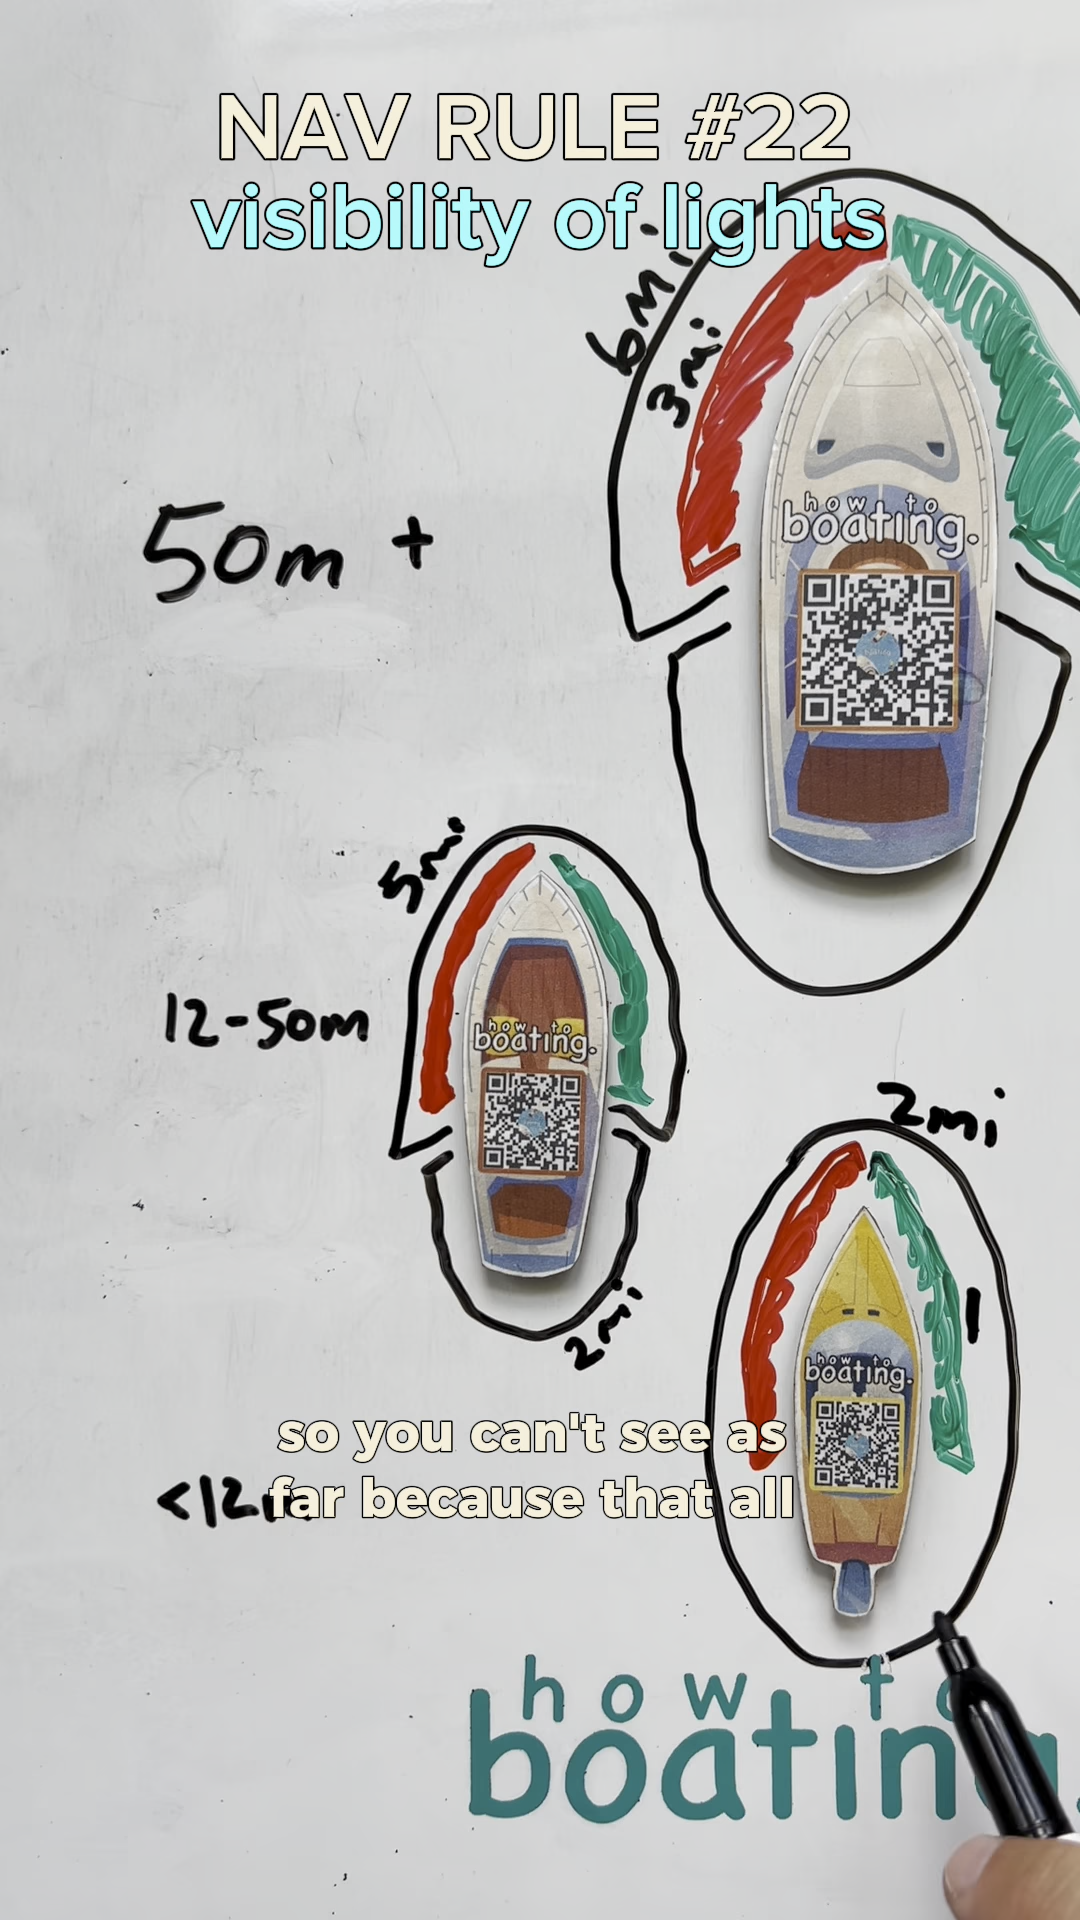 NAV RULE #22
visibility of lights
6mi
3mi
50m +
how to
boating.
5mi
12-50m
how to
boating.
2mi
2mi
1
how to
boating.
so you can't see as
far because that all
<12m
how to
boating.